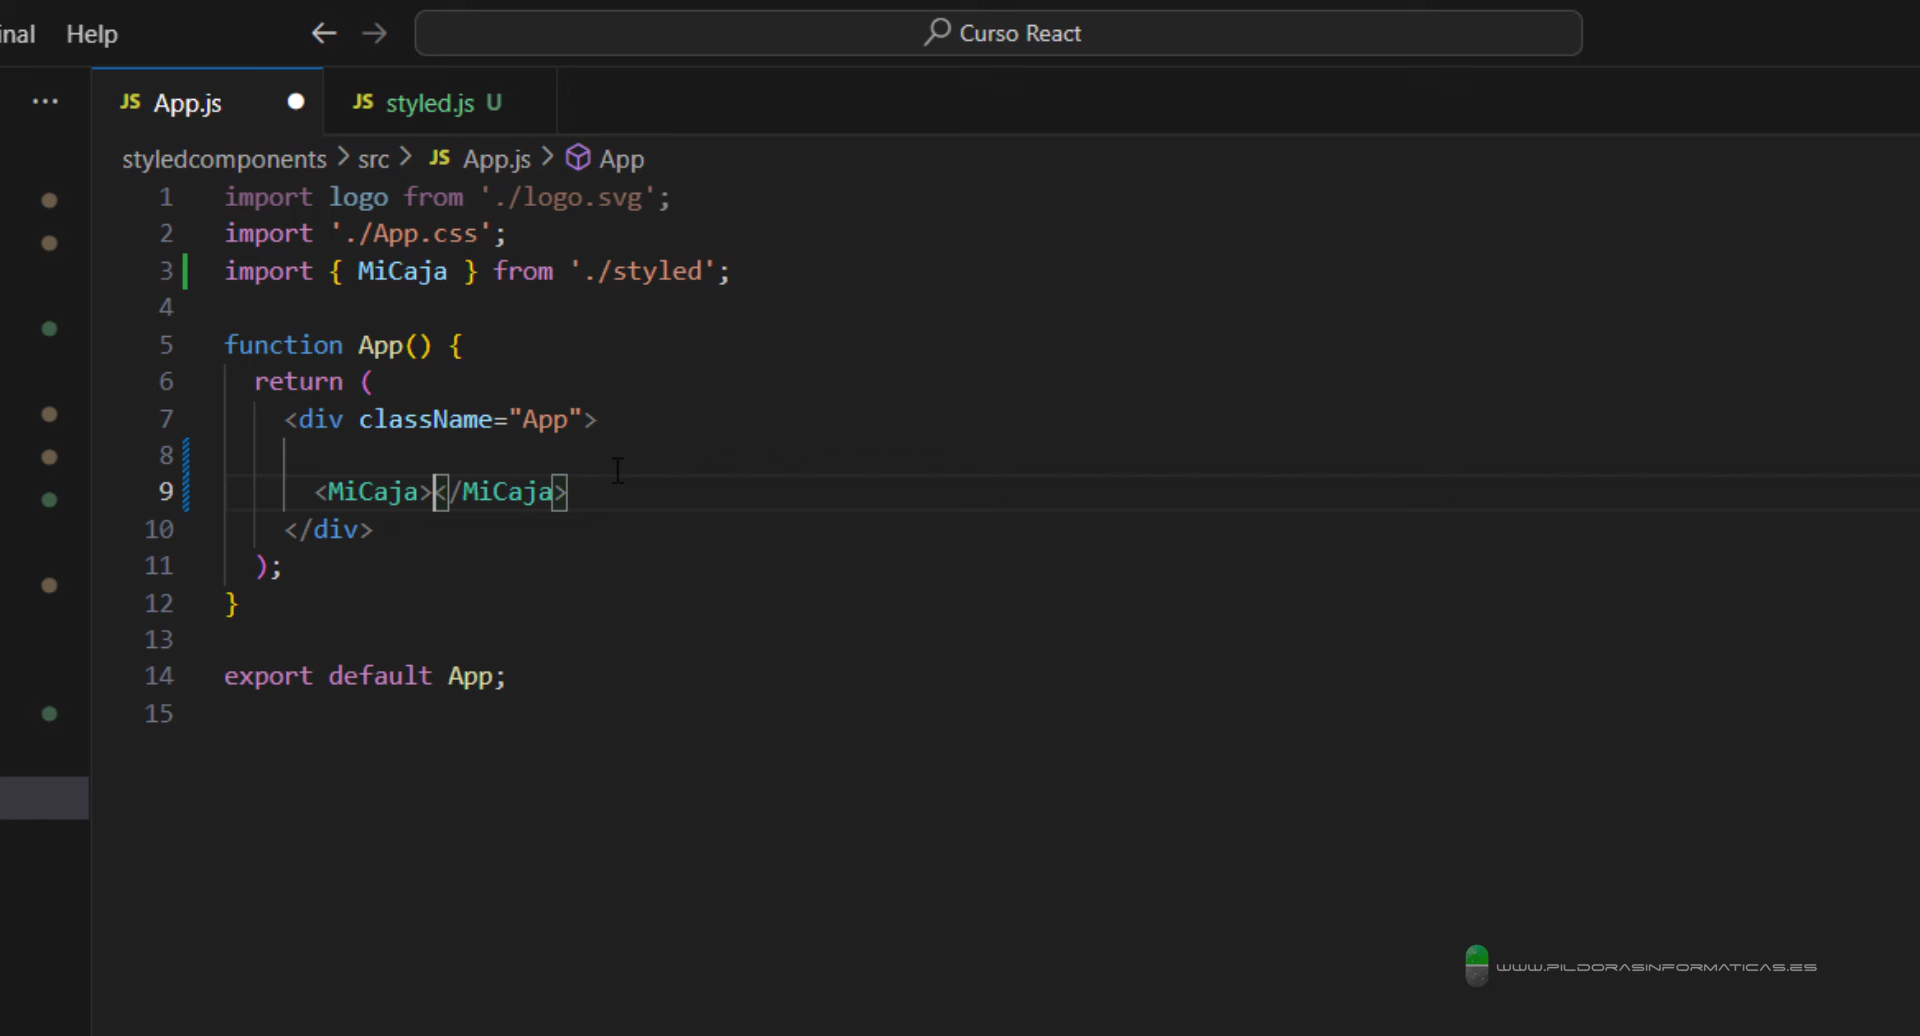 inal Help Curso React
JS App.js JS styled.js U
styledcomponents > src > JS App.js > App
1 import logo from './logo.svg';
2 import './App.css';
3 import { MiCaja } from './styled';
4
5 function App() {
6 return (
7 <div className="App">
8
9 <MiCaja></MiCaja>
10 </div>
11 );
12 }
13
14 export default App;
15
WWW.PILDORASINFORMATICAS.ES